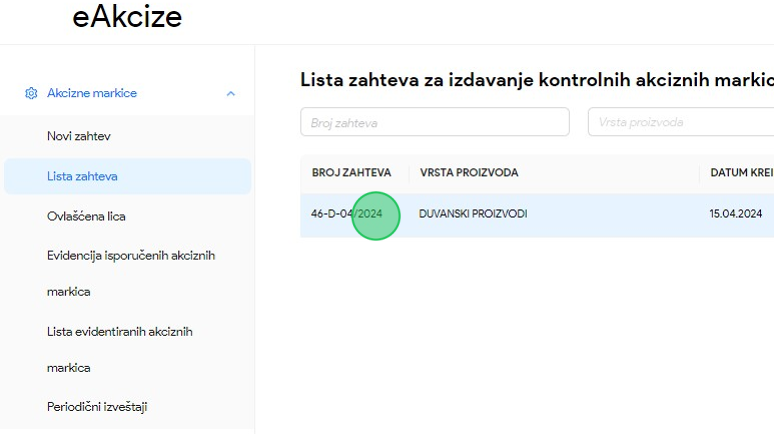 eAkcize
Akcizne markice
Novi zahtev
Lista zahteva
Ovlašćena lica
Evidencija isporučenih akciznih
markica
Lista evidentiranih akciznih
markica
Periodični izveštaji
Lista zahteva za izdavanje kontrolnih akciznih markic
Broj zahteva
Vrsta proizvoda
BROJ ZAHTEVA VRSTA PROIZVODA DATUM KREI
46-D-04/2024 DUVANSKI PROIZVODI 15.04.2024